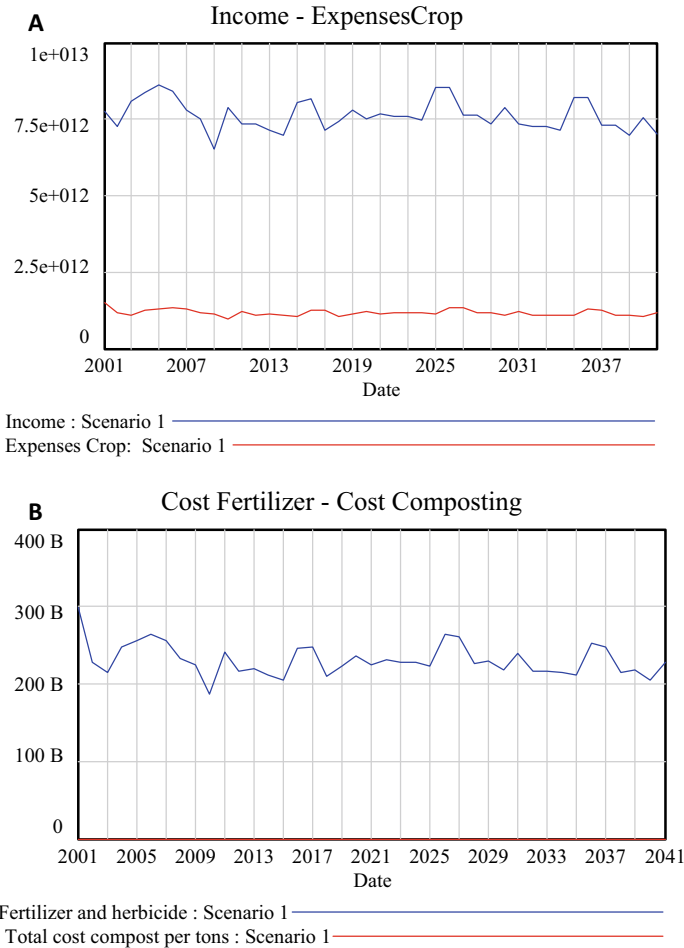 A
Income - ExpensesCrop
1e+013
7.5e+012
5e+012
2.5e+012
0
2001 2007 2013 2019 2025 2031 2037
Date
Income : Scenario 1
Expenses Crop: Scenario 1
B
Cost Fertilizer - Cost Composting
400 B
300 B
200 B
100 B
0
2001 2005 2009 2013 2017 2021 2025 2029 2033 2037 2041
Date
Fertilizer and herbicide : Scenario 1
Total cost compost per tons : Scenario 1